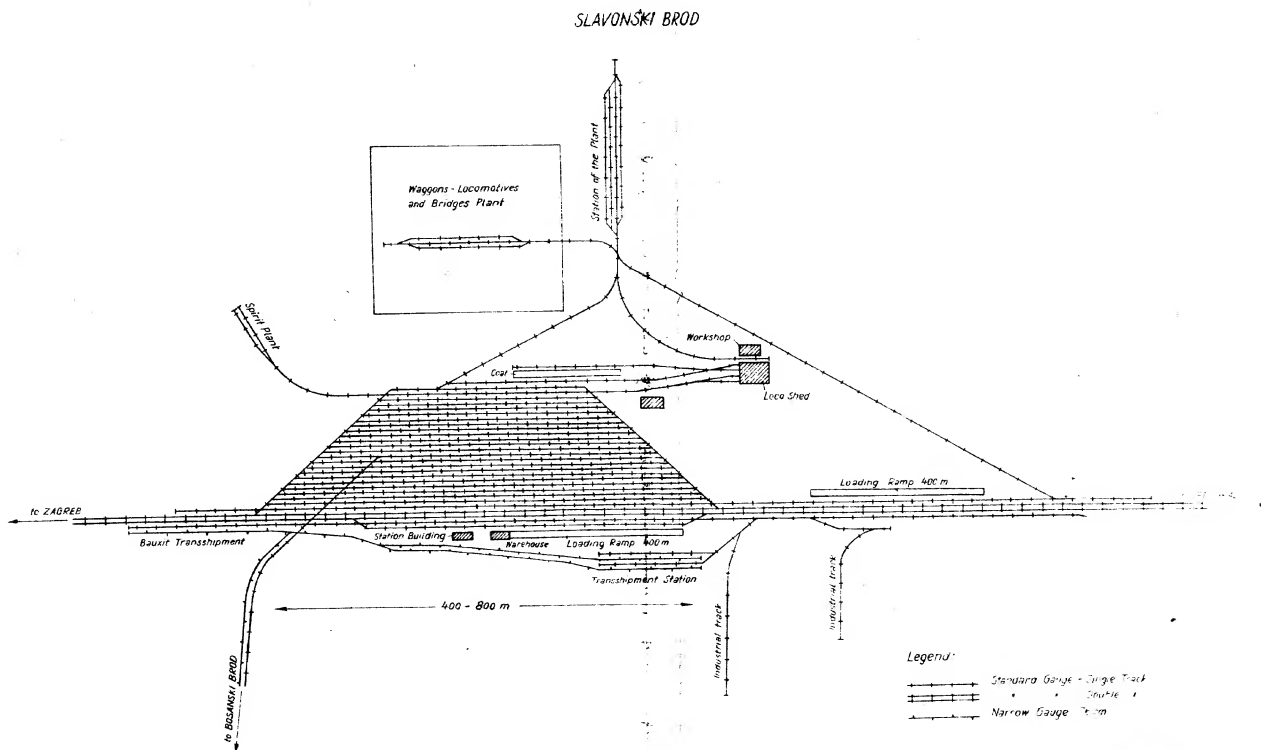 SLAVONSKI BROD
Station of the Plant
Waggons - Locomotives
and Bridges Plant
Spirit Plant
Workshop
Coal
Loco Shed
Loading Ramp 400 m
to ZAGREB
Bauxit Transshipment
Station Building
Warehouse
Loading Ramp 400 m
Transshipment Station
400 - 800 m
Industrial track
Industrial track
to BOSANSKI BROD
Legend:
Standard Gauge - Single Track
" " Double "
Narrow Gauge